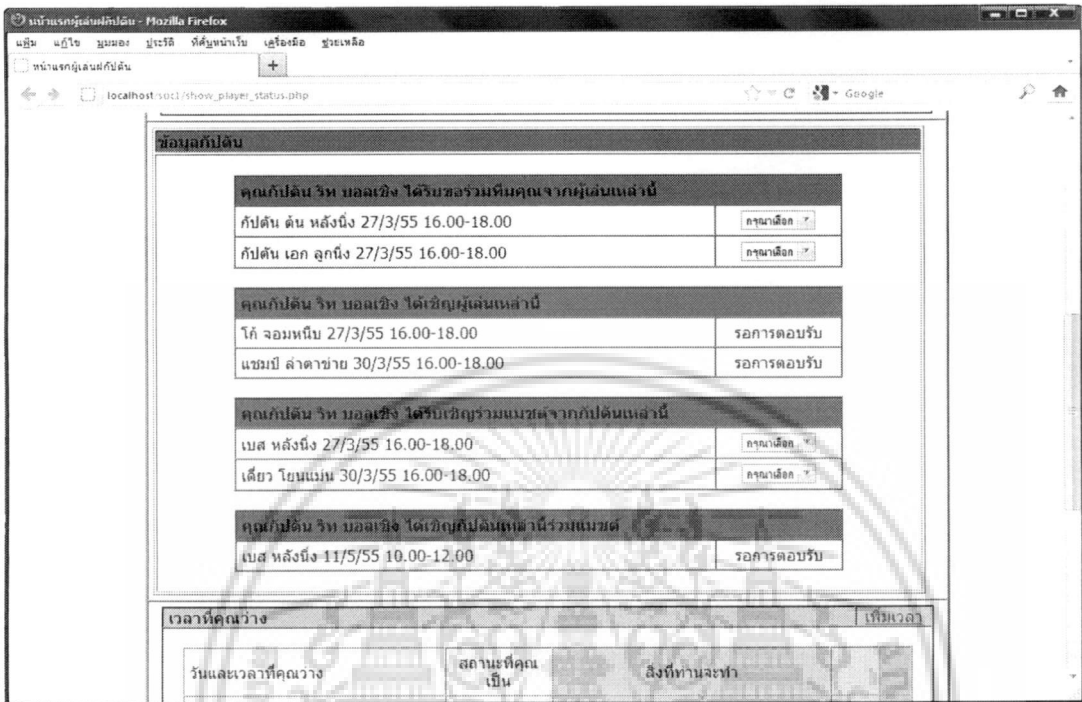 หน้าแรกผู้เล่นฝกัปตัน - Mozilla Firefox
แฟ้ม แก้ไข มุมมอง ประวัติ ที่คั่นหน้าเว็บ เครื่องมือ ช่วยเหลือ
หน้าแรกผู้เล่นฝกัปตัน +
localhost/soc1/show_player_status.php Google
ข้อมูลกัปตัน
คุณกัปตัน วิท บอลเชิง ได้รับขอร่วมทีมคุณจากผู้เล่นเหล่านี้
กัปตัน ต้น หลังนิ่ง 27/3/55 16.00-18.00 กรุณาเลือก
กัปตัน เอก ลูกนิ่ง 27/3/55 16.00-18.00 กรุณาเลือก
คุณกัปตัน วิท บอลเชิง ได้เชิญผู้เล่นเหล่านี้
โก้ จอมหนีบ 27/3/55 16.00-18.00 รอการตอบรับ
แชมป์ ล่าตาข่าย 30/3/55 16.00-18.00 รอการตอบรับ
คุณกัปตัน วิท บอลเชิง ได้รับเชิญร่วมแมชต์จากกัปตันเหล่านี้
เบส หลังนิ่ง 27/3/55 16.00-18.00 กรุณาเลือก
เดี่ยว โยนแม่น 30/3/55 16.00-18.00 กรุณาเลือก
คุณกัปตัน วิท บอลเชิง ได้เชิญกัปตันเหล่านี้ร่วมแมชต์
เบส หลังนิ่ง 11/5/55 10.00-12.00 รอการตอบรับ
เวลาที่คุณว่าง เพิ่มเวลา
วันและเวลาที่คุณว่าง สถานะที่คุณ สิ่งที่ท่านจะทำ
เป็น